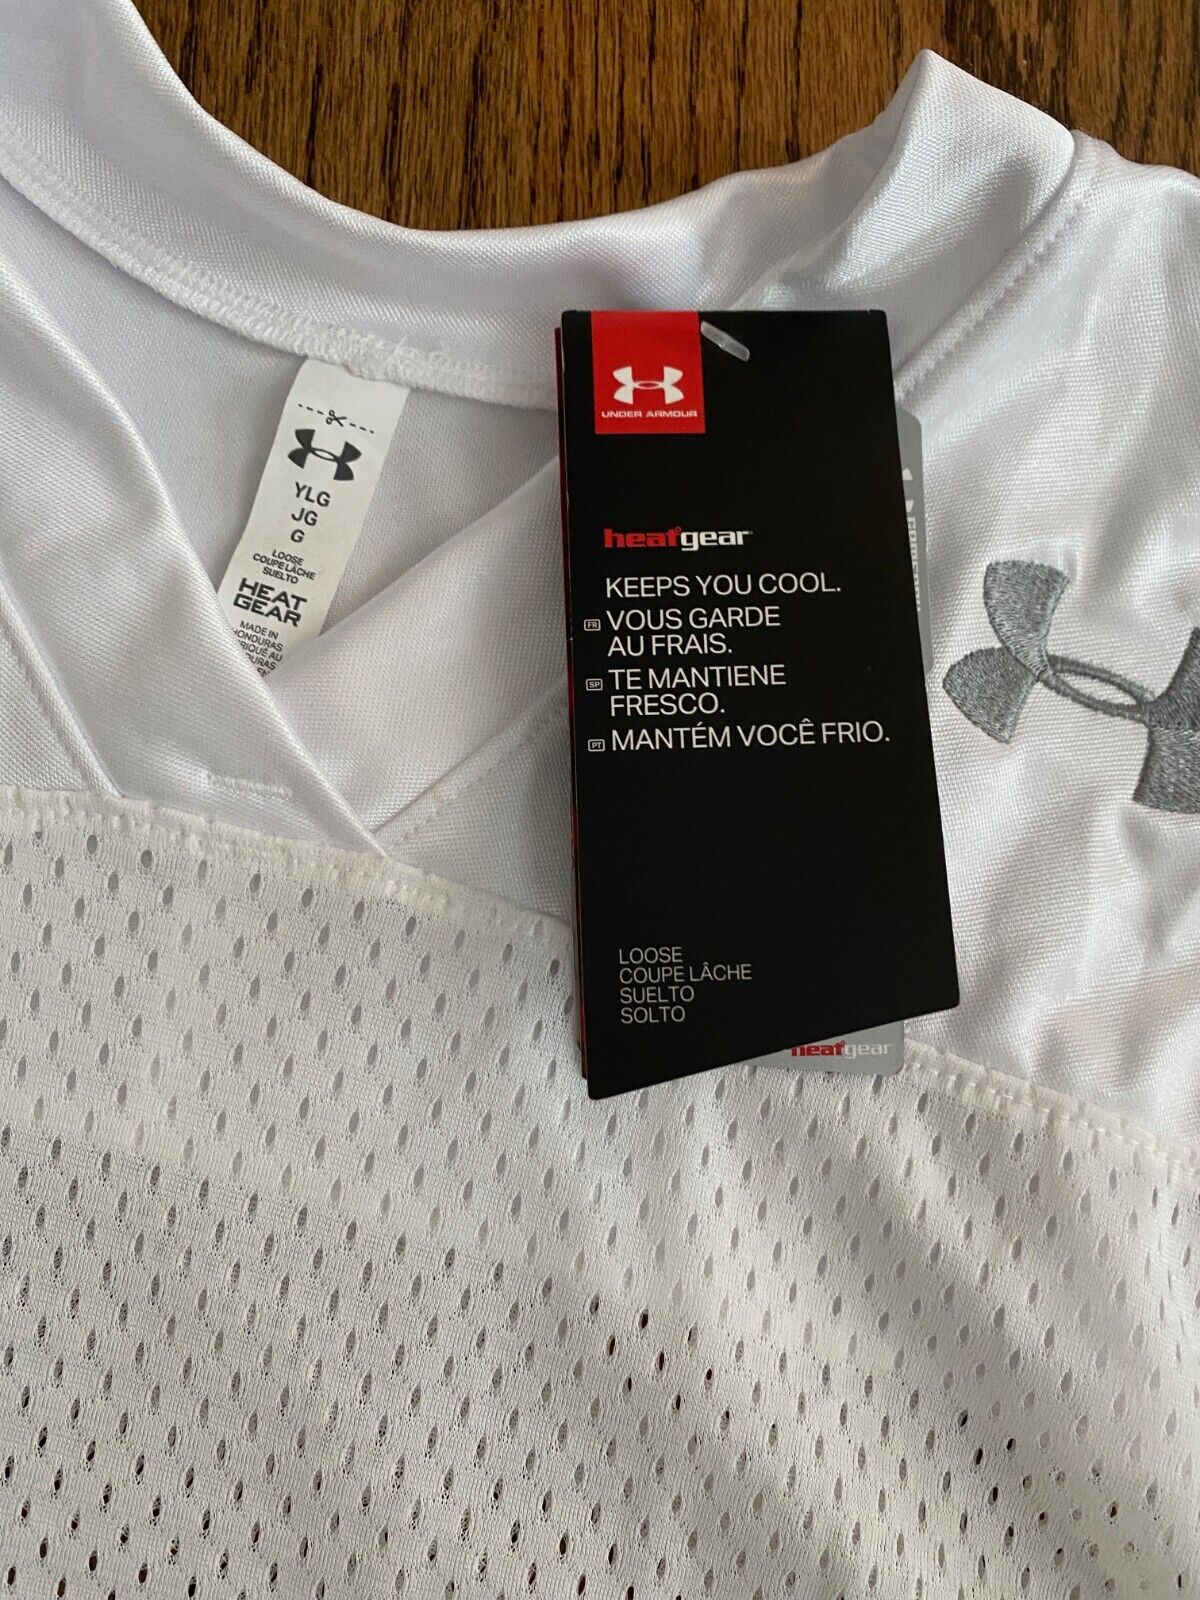 YLG
JG
G
LOOSE
COUPE LÂCHE
SUELTO
HEAT
GEAR
MADE IN
HONDURAS
UNDER ARMOUR
heatgear
KEEPS YOU COOL.
FR VOUS GARDE
AU FRAIS.
SP TE MANTIENE
FRESCO.
PT MANTÉM VOCÊ FRIO.
LOOSE
COUPE LÂCHE
SUELTO
SOLTO
heatgear